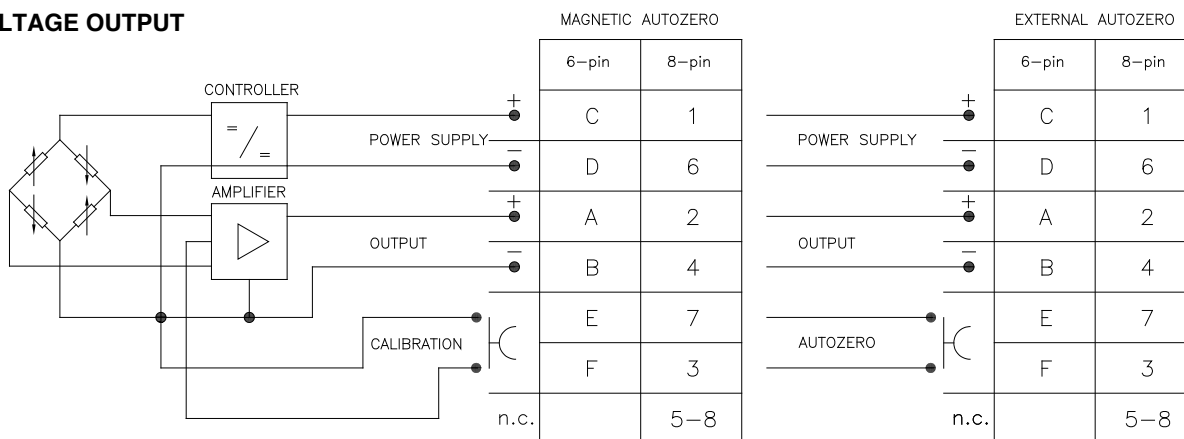 LTAGE OUTPUT
MAGNETIC AUTOZERO
6-pin 8-pin
CONTROLLER
= / =
POWER SUPPLY
+ C 1
− D 6
AMPLIFIER
OUTPUT
+ A 2
− B 4
CALIBRATION
E 7
F 3
n.c. 5-8
EXTERNAL AUTOZERO
6-pin 8-pin
POWER SUPPLY
+ C 1
− D 6
OUTPUT
+ A 2
− B 4
AUTOZERO
E 7
F 3
n.c. 5-8